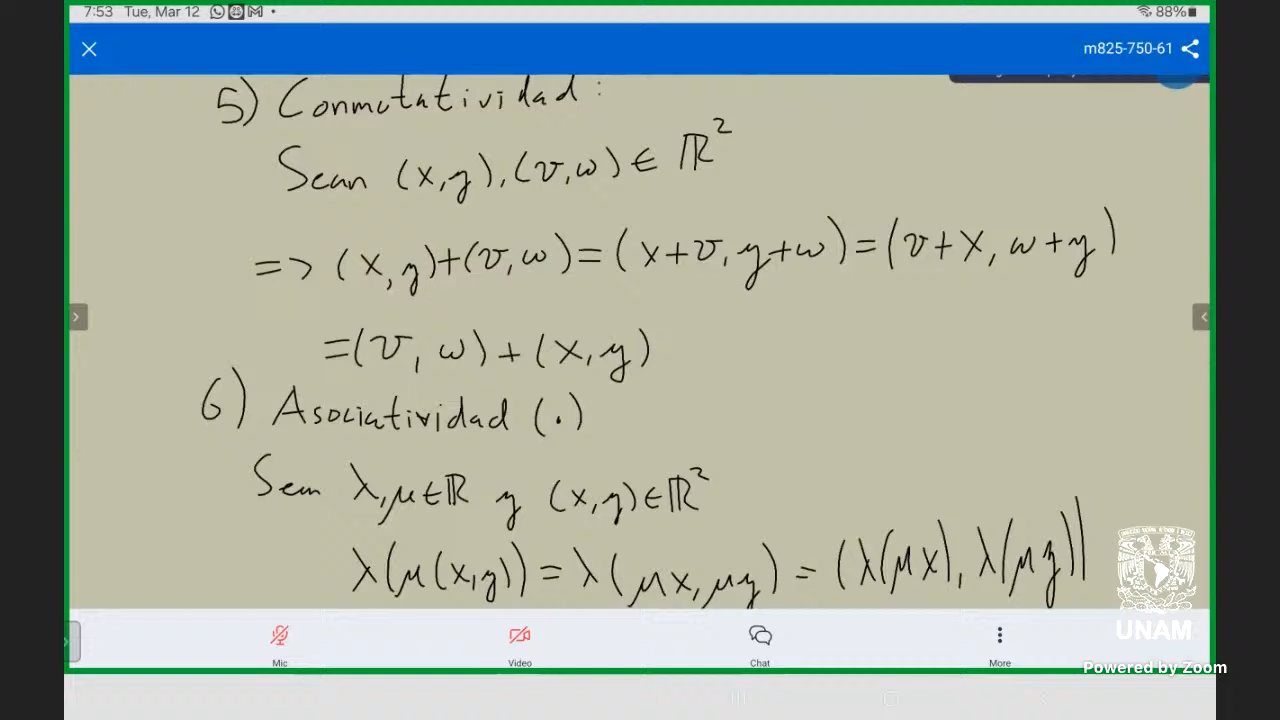 7:53 Tue, Mar 12
88%
m825-750-61
5) Conmutatividad:
Sean (x,y),(v,w)∈ ℝ²
=> (x,y)+(v,w)=(x+v,y+w)=(v+x,w+y)
=(v,w)+(x,y)
6) Asociatividad (·)
Sean λ,μ∈ℝ y (x,y)∈ℝ²
λ(μ(x,y))=λ(μx,μy)=(λ(μx),λ(μy))
UNAM
Mic Video Chat More
Powered by Zoom